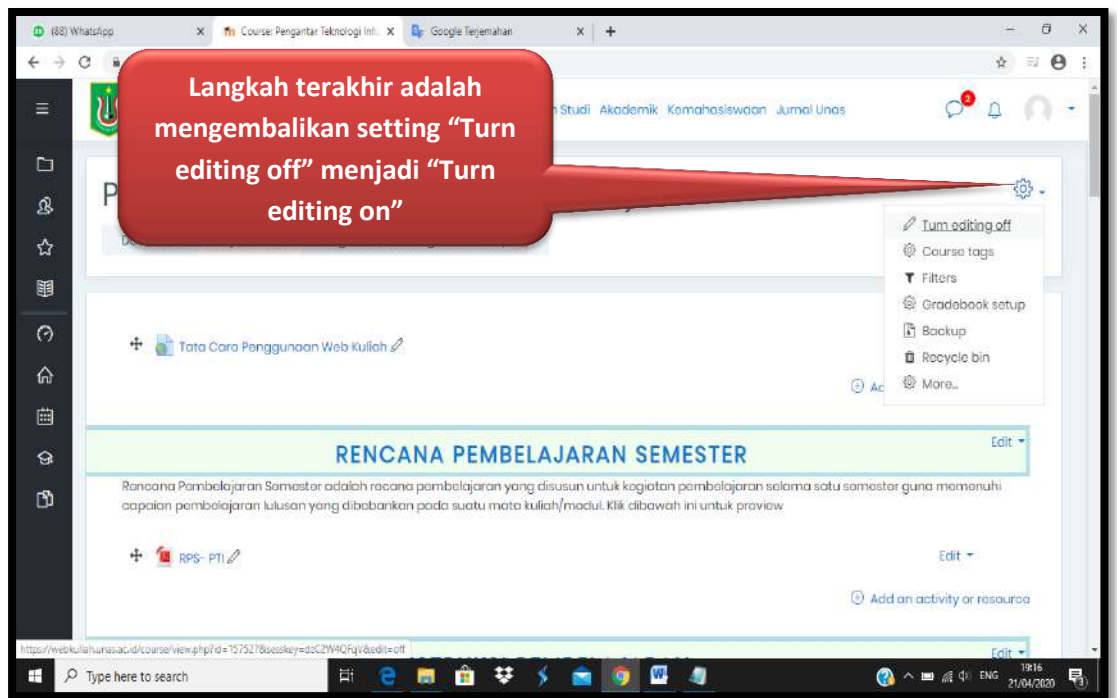 (88) WhatsApp
Course: Pengantar Teknologi Inf
Google Terjemahan
Langkah terakhir adalah
mengembalikan setting “Turn
editing off” menjadi “Turn
editing on”
Studi Akademik Kemahasiswaan Jurnal Unas
2
P
Turn editing off
Course tags
Filters
Gradebook setup
Backup
Recycle bin
More...
Tata Cara Penggunaan Web Kuliah
RENCANA PEMBELAJARAN SEMESTER
Edit
Rencana Pembelajaran Semester adalah recana pembelajaran yang disusun untuk kegiatan pembelajaran selama satu semester guna memenuhi
capaian pembelajaran lulusan yang dibebankan pada suatu mata kuliah/modul. Klik dibawah ini untuk preview
RPS- PTI
Edit
Add an activity or resource
Edit
Type here to search
ENG
19:16
21/04/2020